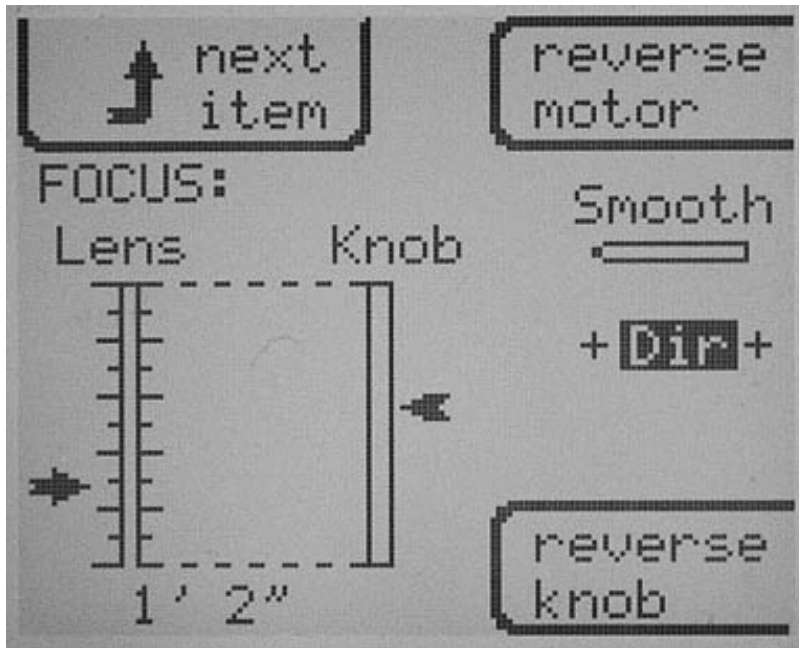 next
item
reverse
motor
FOCUS:
Smooth
Lens Knob
+ Dir +
1' 2"
reverse
knob